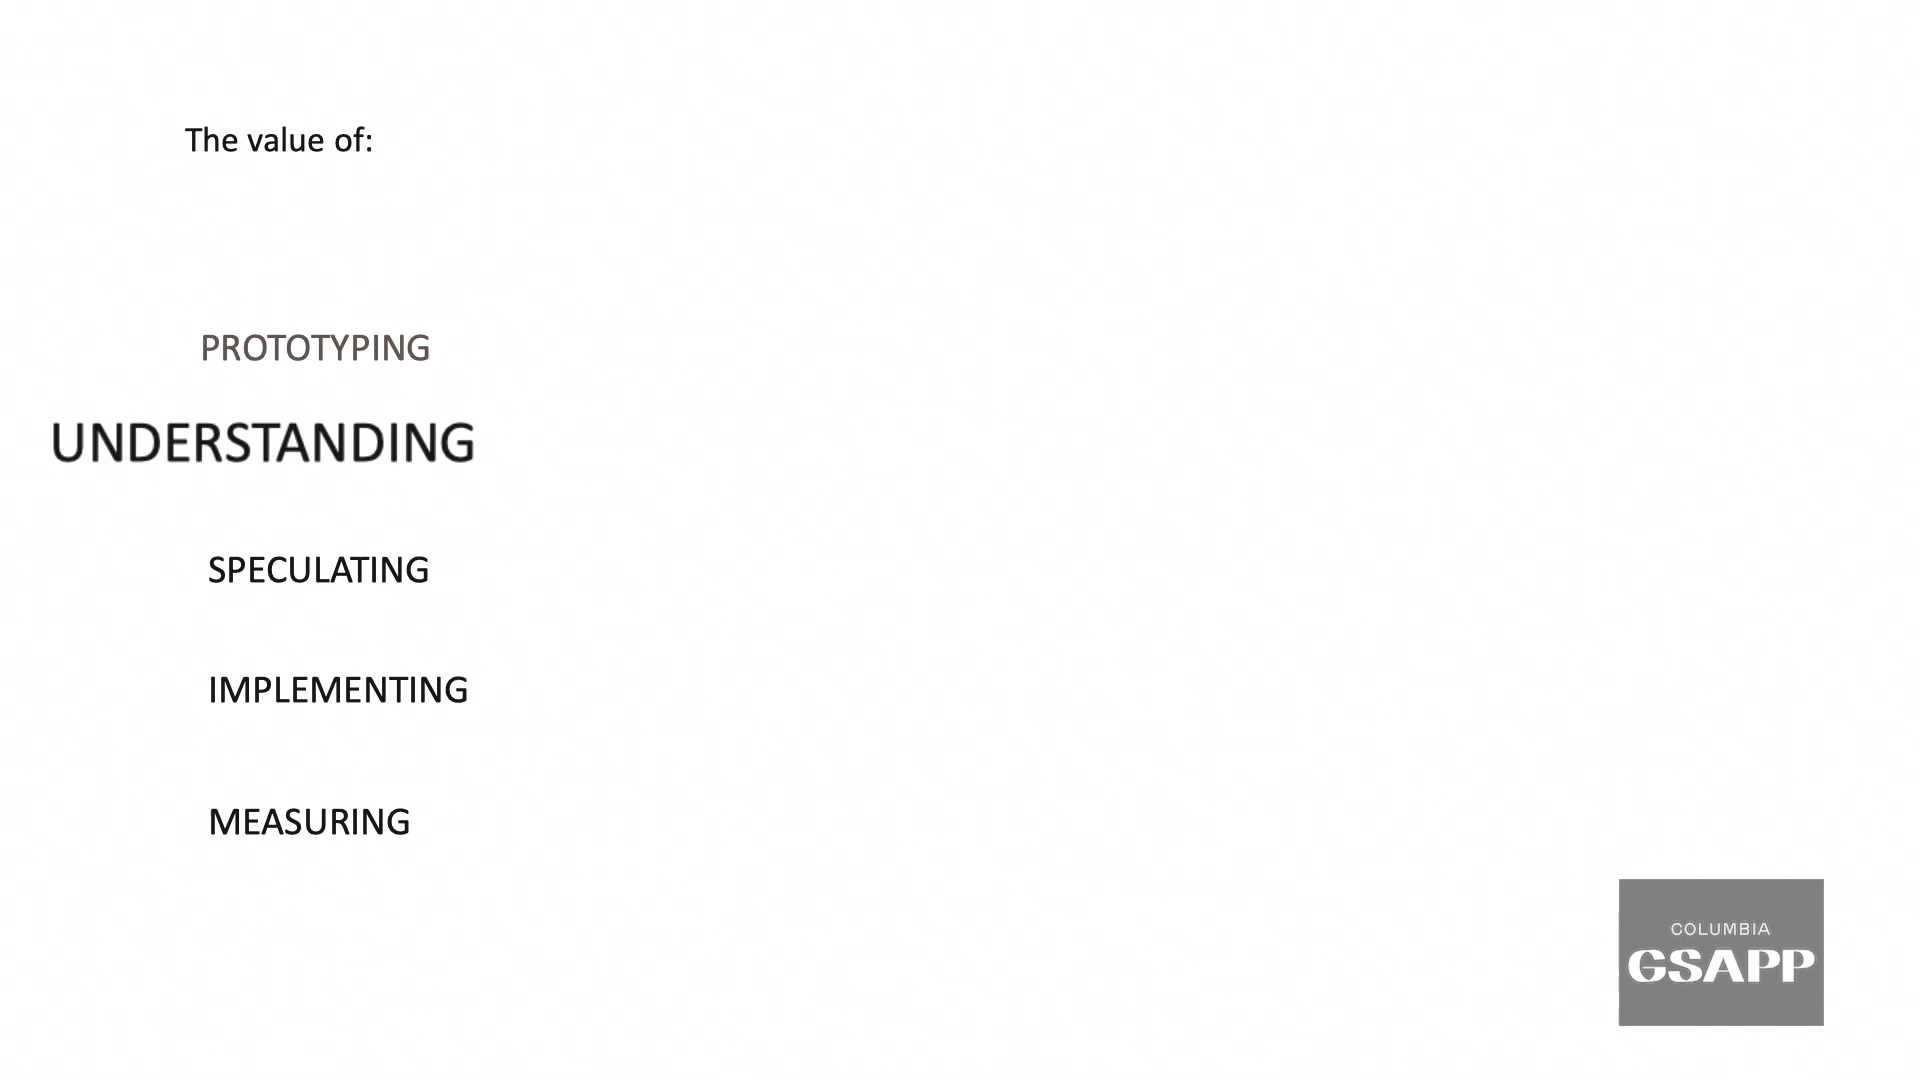 The value of:
PROTOTYPING
UNDERSTANDING
SPECULATING
IMPLEMENTING
MEASURING
COLUMBIA
GSAPP